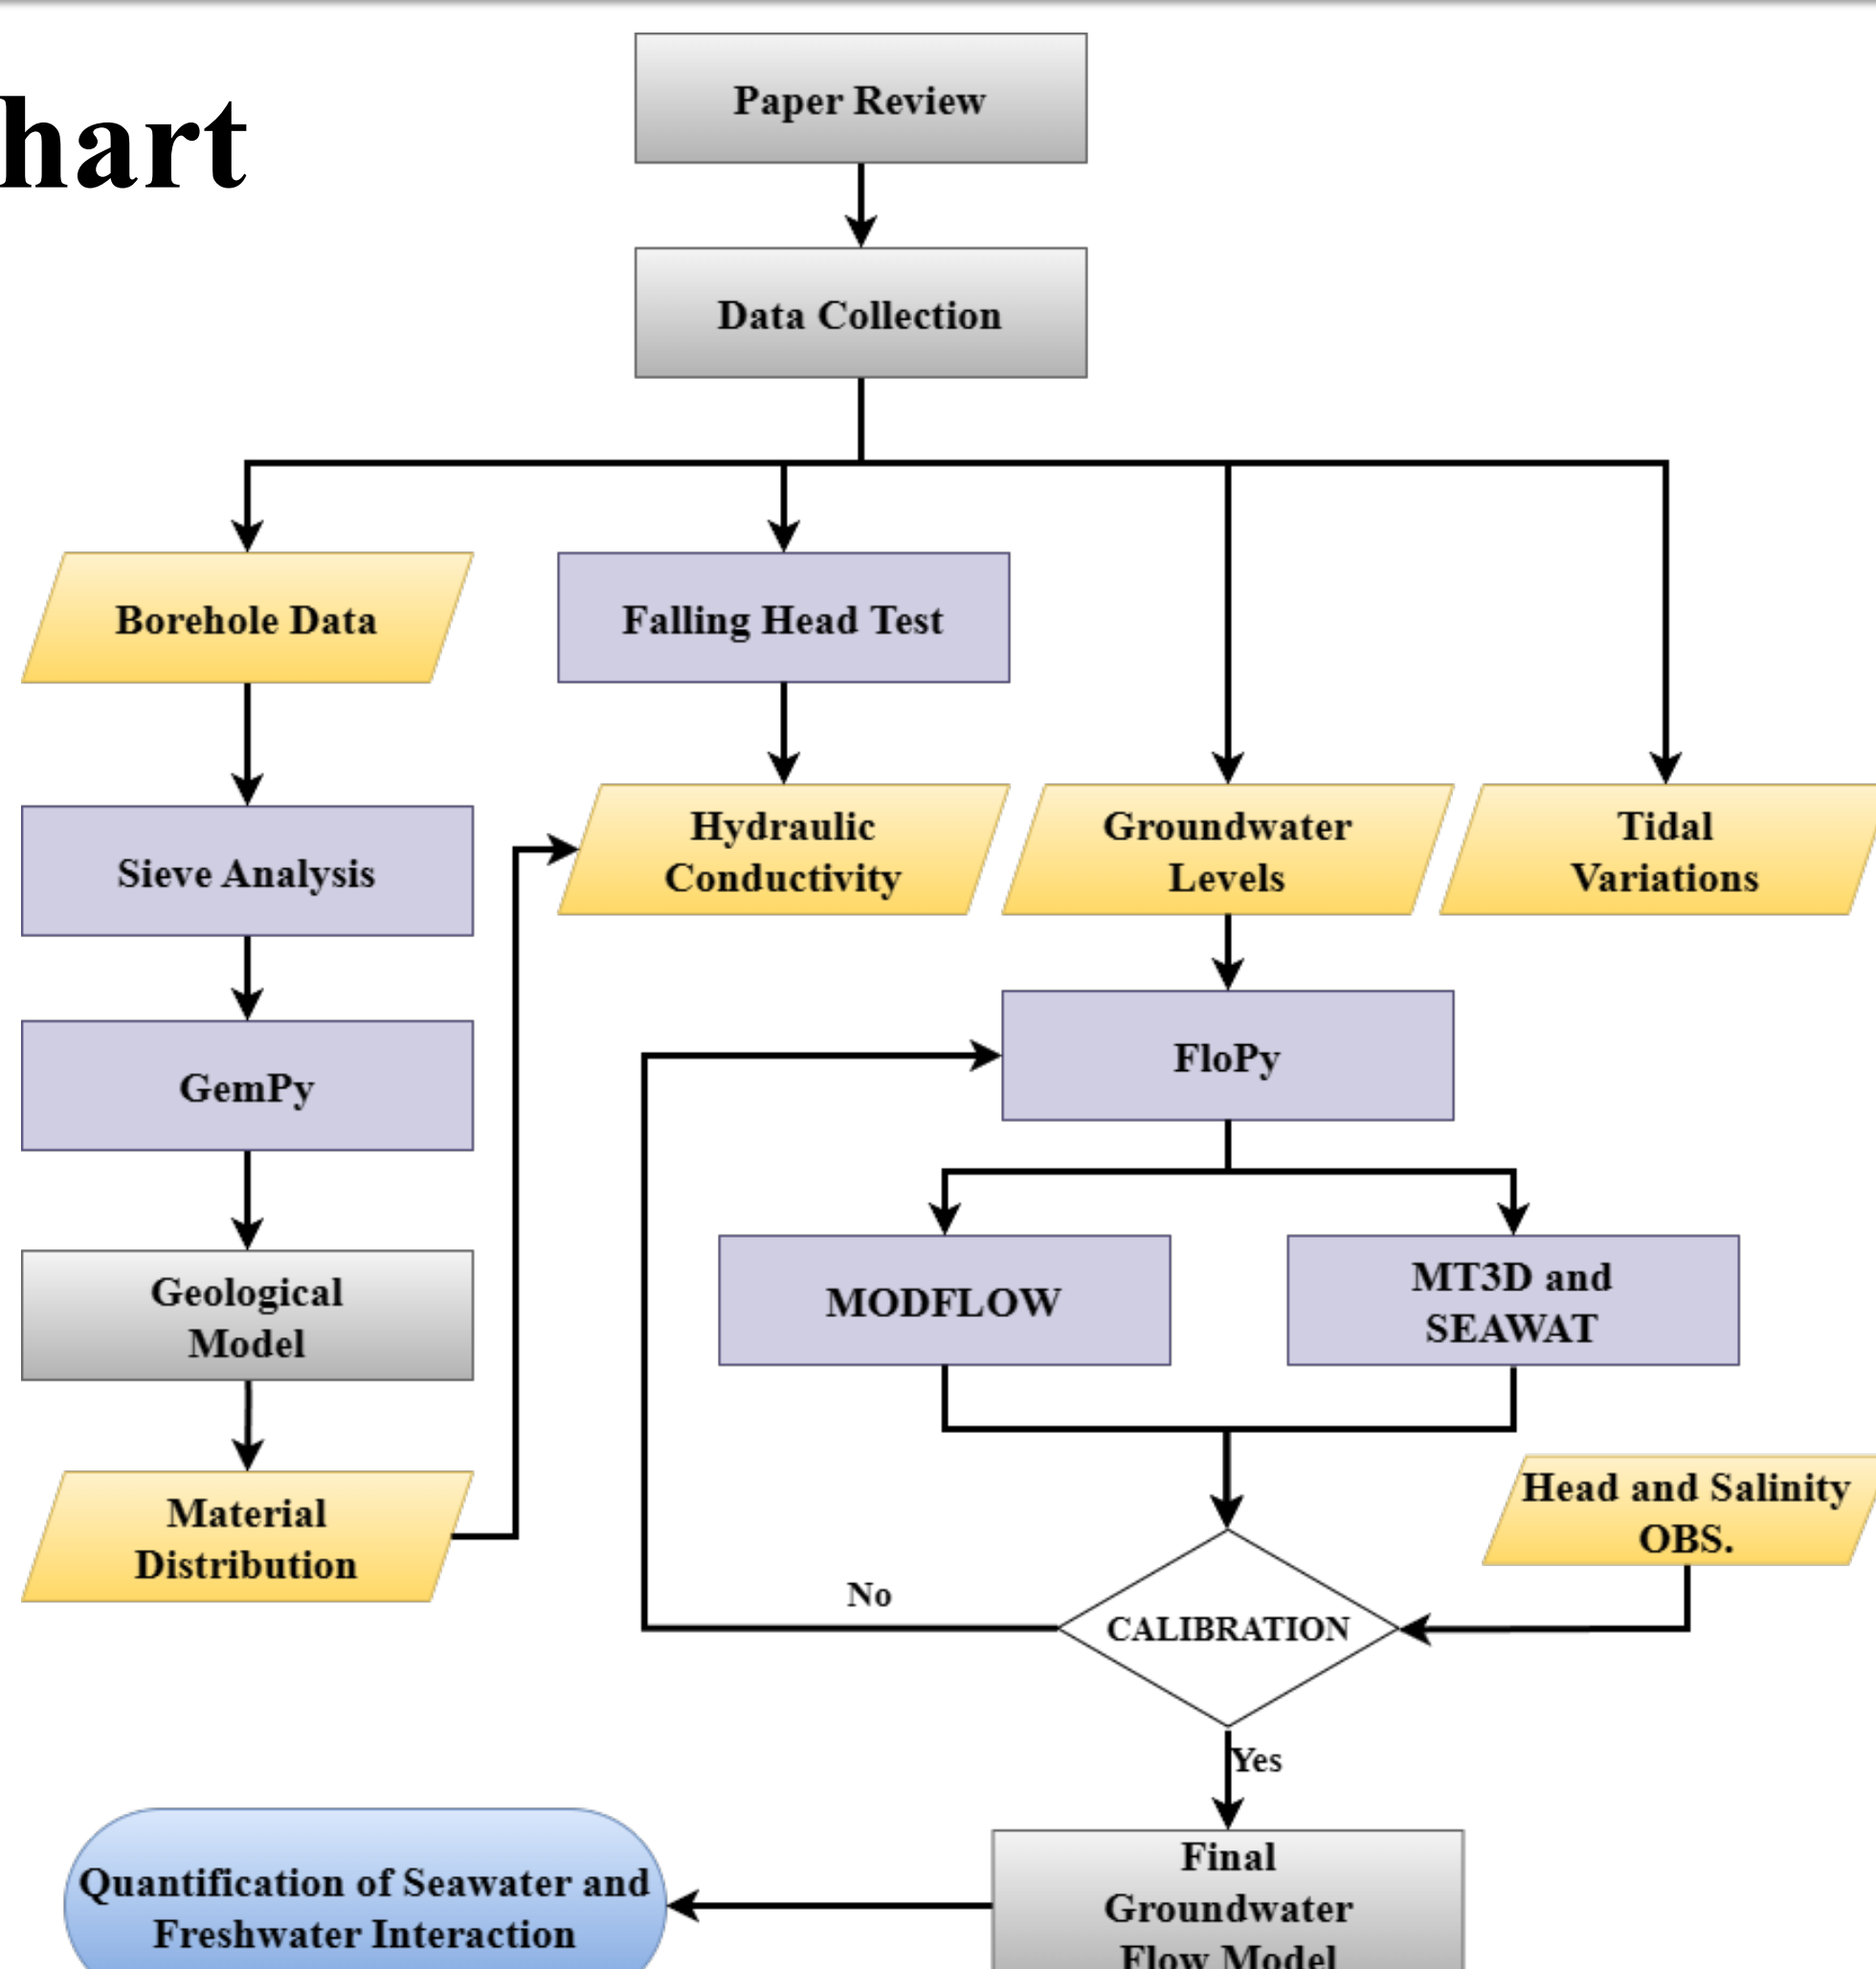 hart
Paper Review
Data Collection
Borehole Data
Falling Head Test
Sieve Analysis
Hydraulic
Conductivity
Groundwater
Levels
Tidal
Variations
GemPy
FloPy
Geological
Model
MODFLOW
MT3D and
SEAWAT
Material
Distribution
Head and Salinity
OBS.
No
CALIBRATION
Yes
Quantification of Seawater and
Freshwater Interaction
Final
Groundwater
Flow Model